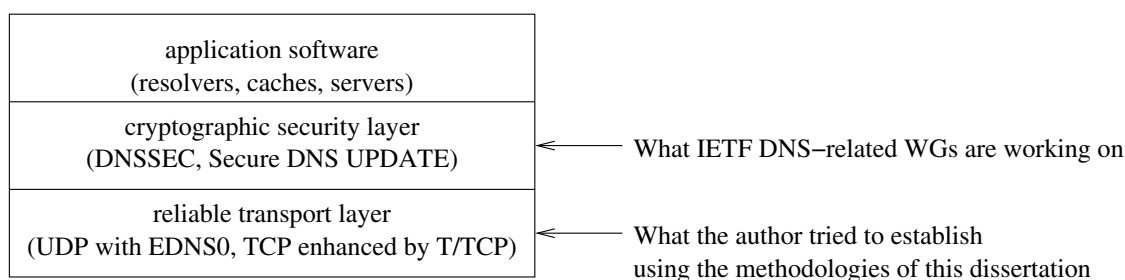 application software
(resolvers, caches, servers)
cryptographic security layer
(DNSSEC, Secure DNS UPDATE)
What IETF DNS−related WGs are working on
reliable transport layer
(UDP with EDNS0, TCP enhanced by T/TCP)
What the author tried to establish
using the methodologies of this dissertation